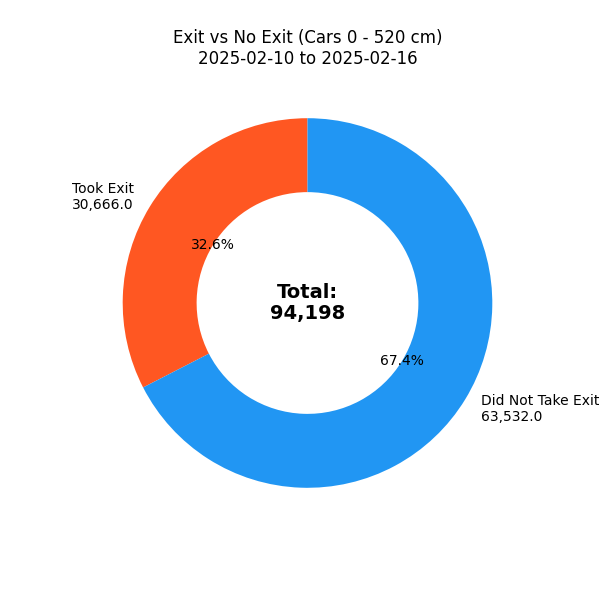 Exit vs No Exit (Cars 0 - 520 cm)
2025-02-10 to 2025-02-16
Took Exit
30,666.0
32.6%
Total:
94,198
67.4%
Did Not Take Exit
63,532.0